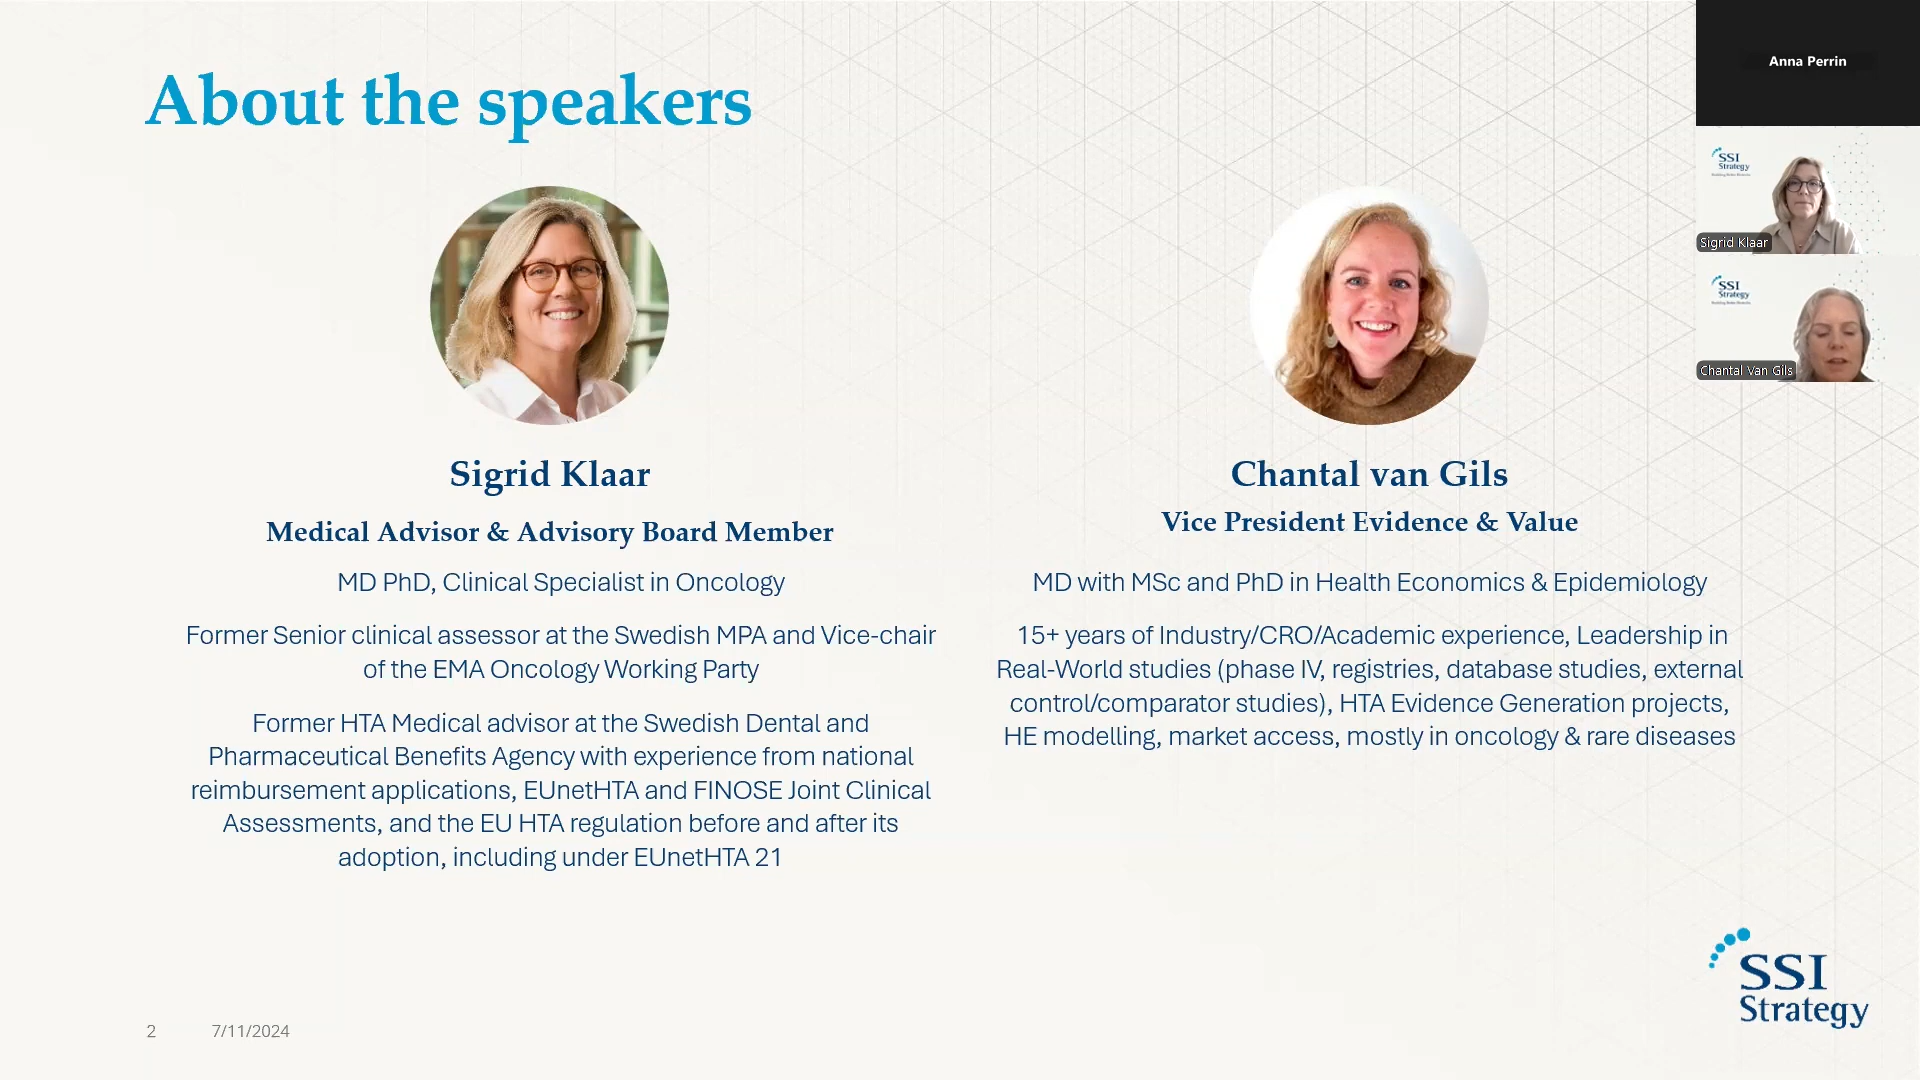 About the speakers
Sigrid Klaar
Medical Advisor & Advisory Board Member
MD PhD, Clinical Specialist in Oncology
Former Senior clinical assessor at the Swedish MPA and Vice-chair
of the EMA Oncology Working Party
Former HTA Medical advisor at the Swedish Dental and
Pharmaceutical Benefits Agency with experience from national
reimbursement applications, EUnetHTA and FINOSE Joint Clinical
Assessments, and the EU HTA regulation before and after its
adoption, including under EUnetHTA 21
Chantal van Gils
Vice President Evidence & Value
MD with MSc and PhD in Health Economics & Epidemiology
15+ years of Industry/CRO/Academic experience, Leadership in
Real-World studies (phase IV, registries, database studies, external
control/comparator studies), HTA Evidence Generation projects,
HE modelling, market access, mostly in oncology & rare diseases
Anna Perrin
SSI
Strategy
Sigrid Klaar
SSI
Strategy
Chantal Van Gils
SSI
Strategy
2
7/11/2024